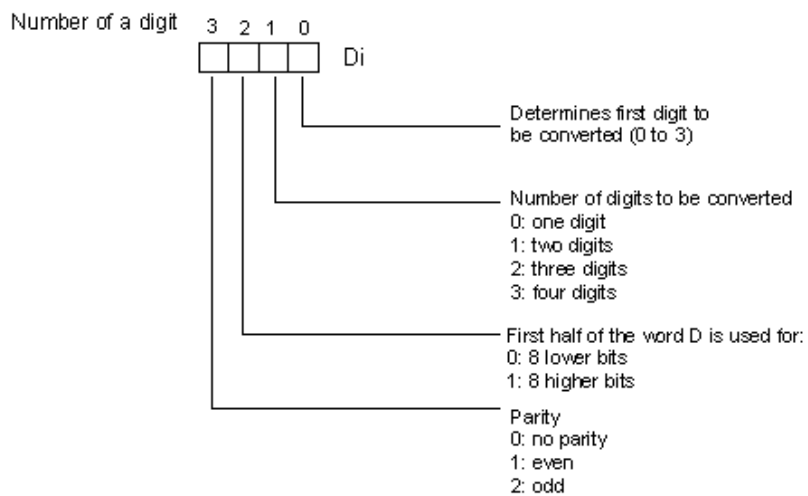 Number of a digit 3 2 1 0
Di
Determines first digit to
be converted (0 to 3)
Number of digits to be converted
0: one digit
1: two digits
2: three digits
3: four digits
First half of the word D is used for:
0: 8 lower bits
1: 8 higher bits
Parity
0: no parity
1: even
2: odd